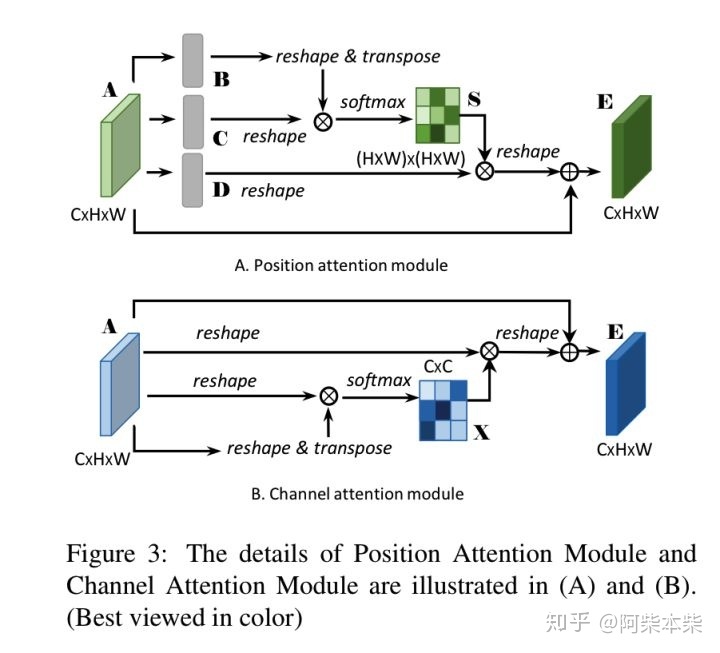 reshape & transpose
B
A
softmax
S
E
C
reshape
(HxW)x(HxW)
reshape
D
reshape
CxHxW
CxHxW
A. Position attention module
A
reshape
reshape
E
CxC
reshape
softmax
X
reshape & transpose
CxHxW
CxHxW
B. Channel attention module
Figure 3: The details of Position Attention Module and
Channel Attention Module are illustrated in (A) and (B).
(Best viewed in color)
知乎 @阿柴本柴